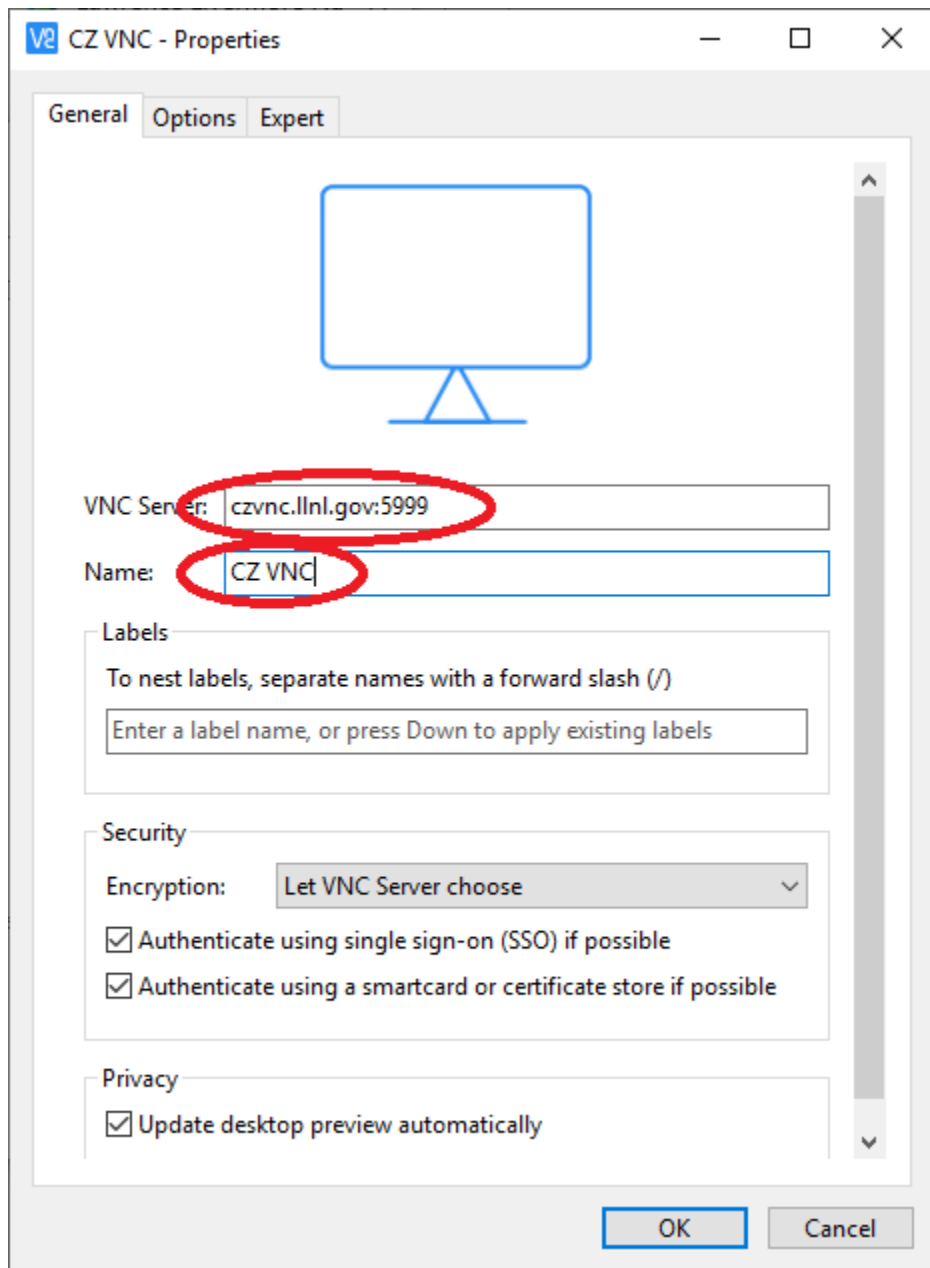 CZ VNC - Properties
General Options Expert
VNC Server: czvnc.llnl.gov:5999
Name: CZ VNC
Labels
To nest labels, separate names with a forward slash (/)
Enter a label name, or press Down to apply existing labels
Security
Encryption: Let VNC Server choose
Authenticate using single sign-on (SSO) if possible
Authenticate using a smartcard or certificate store if possible
Privacy
Update desktop preview automatically
OK Cancel